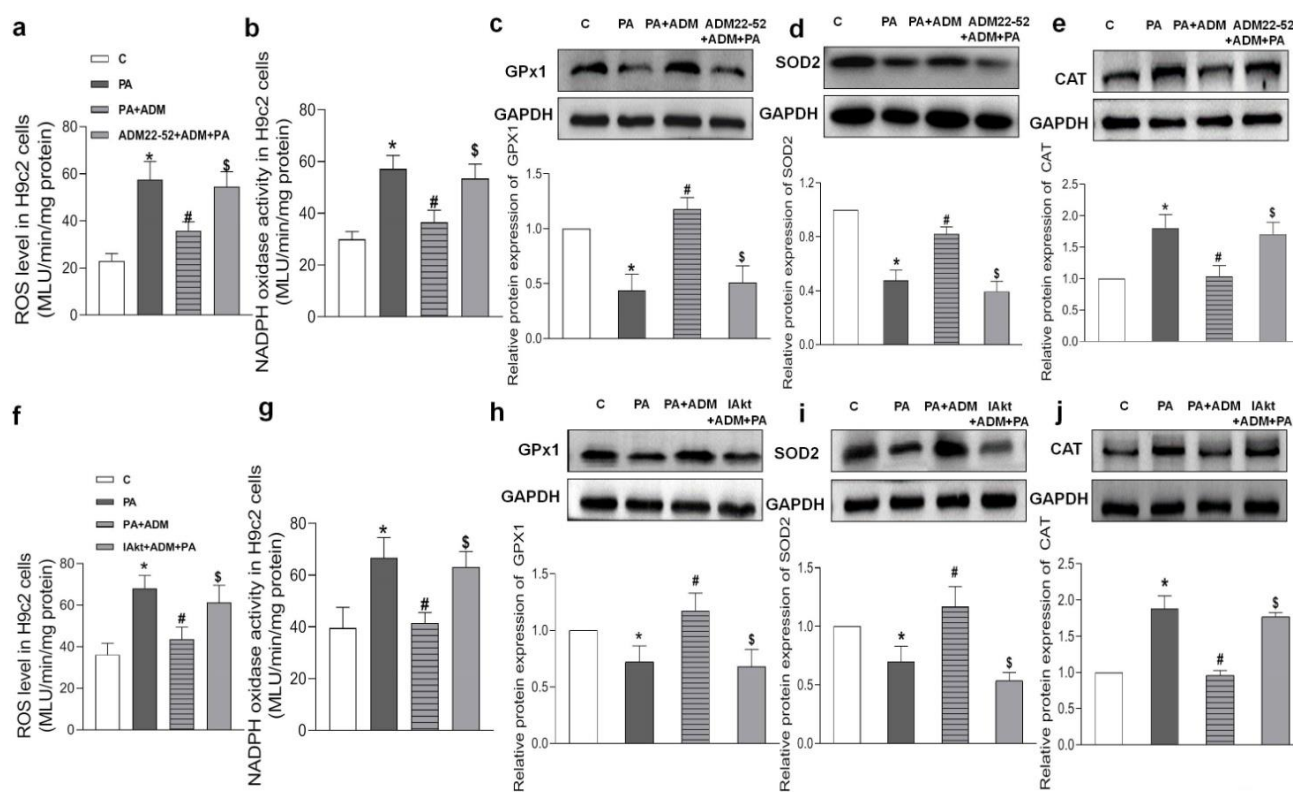 a
C
PA
PA+ADM
ADM22-52+ADM+PA
ROS level in H9c2 cells
(MLU/min/mg protein)
80
60
40
20
0
*
#
$
b
NADPH oxidase activity in H9c2 cells
(MLU/min/mg protein)
80
60
40
20
0
*
#
$
c
C PA PA+ADM ADM22-52
+ADM+PA
GPx1
GAPDH
Relative protein expression of GPX1
1.5
1.0
0.5
0.0
*
#
$
d
C PA PA+ADM ADM22-52
+ADM+PA
SOD2
GAPDH
Relative protein expression of SOD2
1.2
0.8
0.4
0.0
*
#
$
e
C PA PA+ADM ADM22-52
+ADM+PA
CAT
GAPDH
Relative protein expression of CAT
2.5
2.0
1.5
1.0
0.5
0.0
*
#
$
f
C
PA
PA+ADM
IAkt+ADM+PA
ROS level in H9c2 cells
(MLU/min/mg protein)
80
60
40
20
0
*
#
$
g
NADPH oxidase activity in H9c2 cells
(MLU/min/mg protein)
80
60
40
20
0
*
#
$
h
C PA PA+ADM IAkt
+ADM+PA
GPx1
GAPDH
Relative protein expression of GPX1
1.5
1.0
0.5
0.0
*
#
$
i
C PA PA+ADM IAkt
+ADM+PA
SOD2
GAPDH
Relative protein expression of SOD2
1.5
1.0
0.5
0.0
*
#
$
j
C PA PA+ADM IAkt
+ADM+PA
CAT
GAPDH
Relative protein expression of CAT
2.5
2.0
1.5
1.0
0.5
0.0
*
#
$